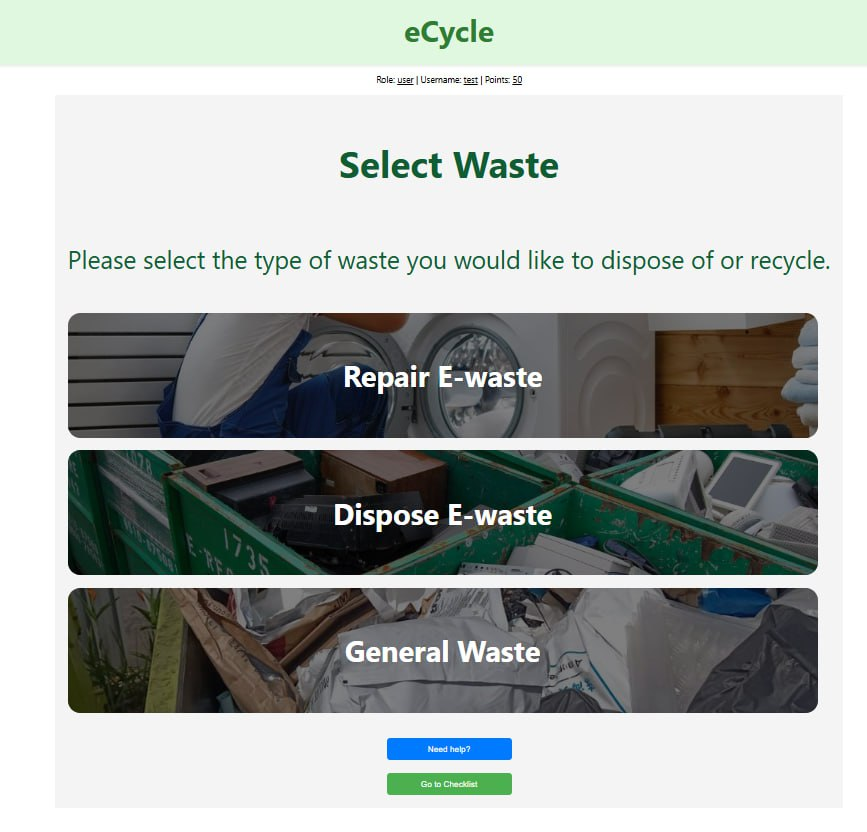 eCycle
Role: user | Username: test | Points: 50
Select Waste
Please select the type of waste you would like to dispose of or recycle.
Repair E-waste
1735
Dispose E-waste
General Waste
Need help?
Go to Checklist